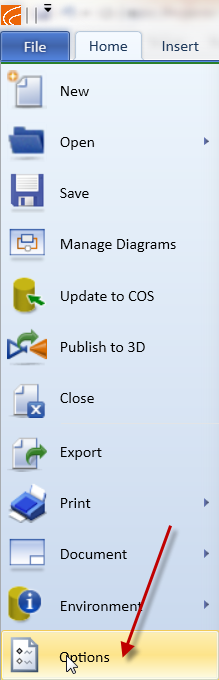 File Home Insert
New
Open
Save
Manage Diagrams
Update to COS
Publish to 3D
Close
Export
Print
Document
Environment
Options